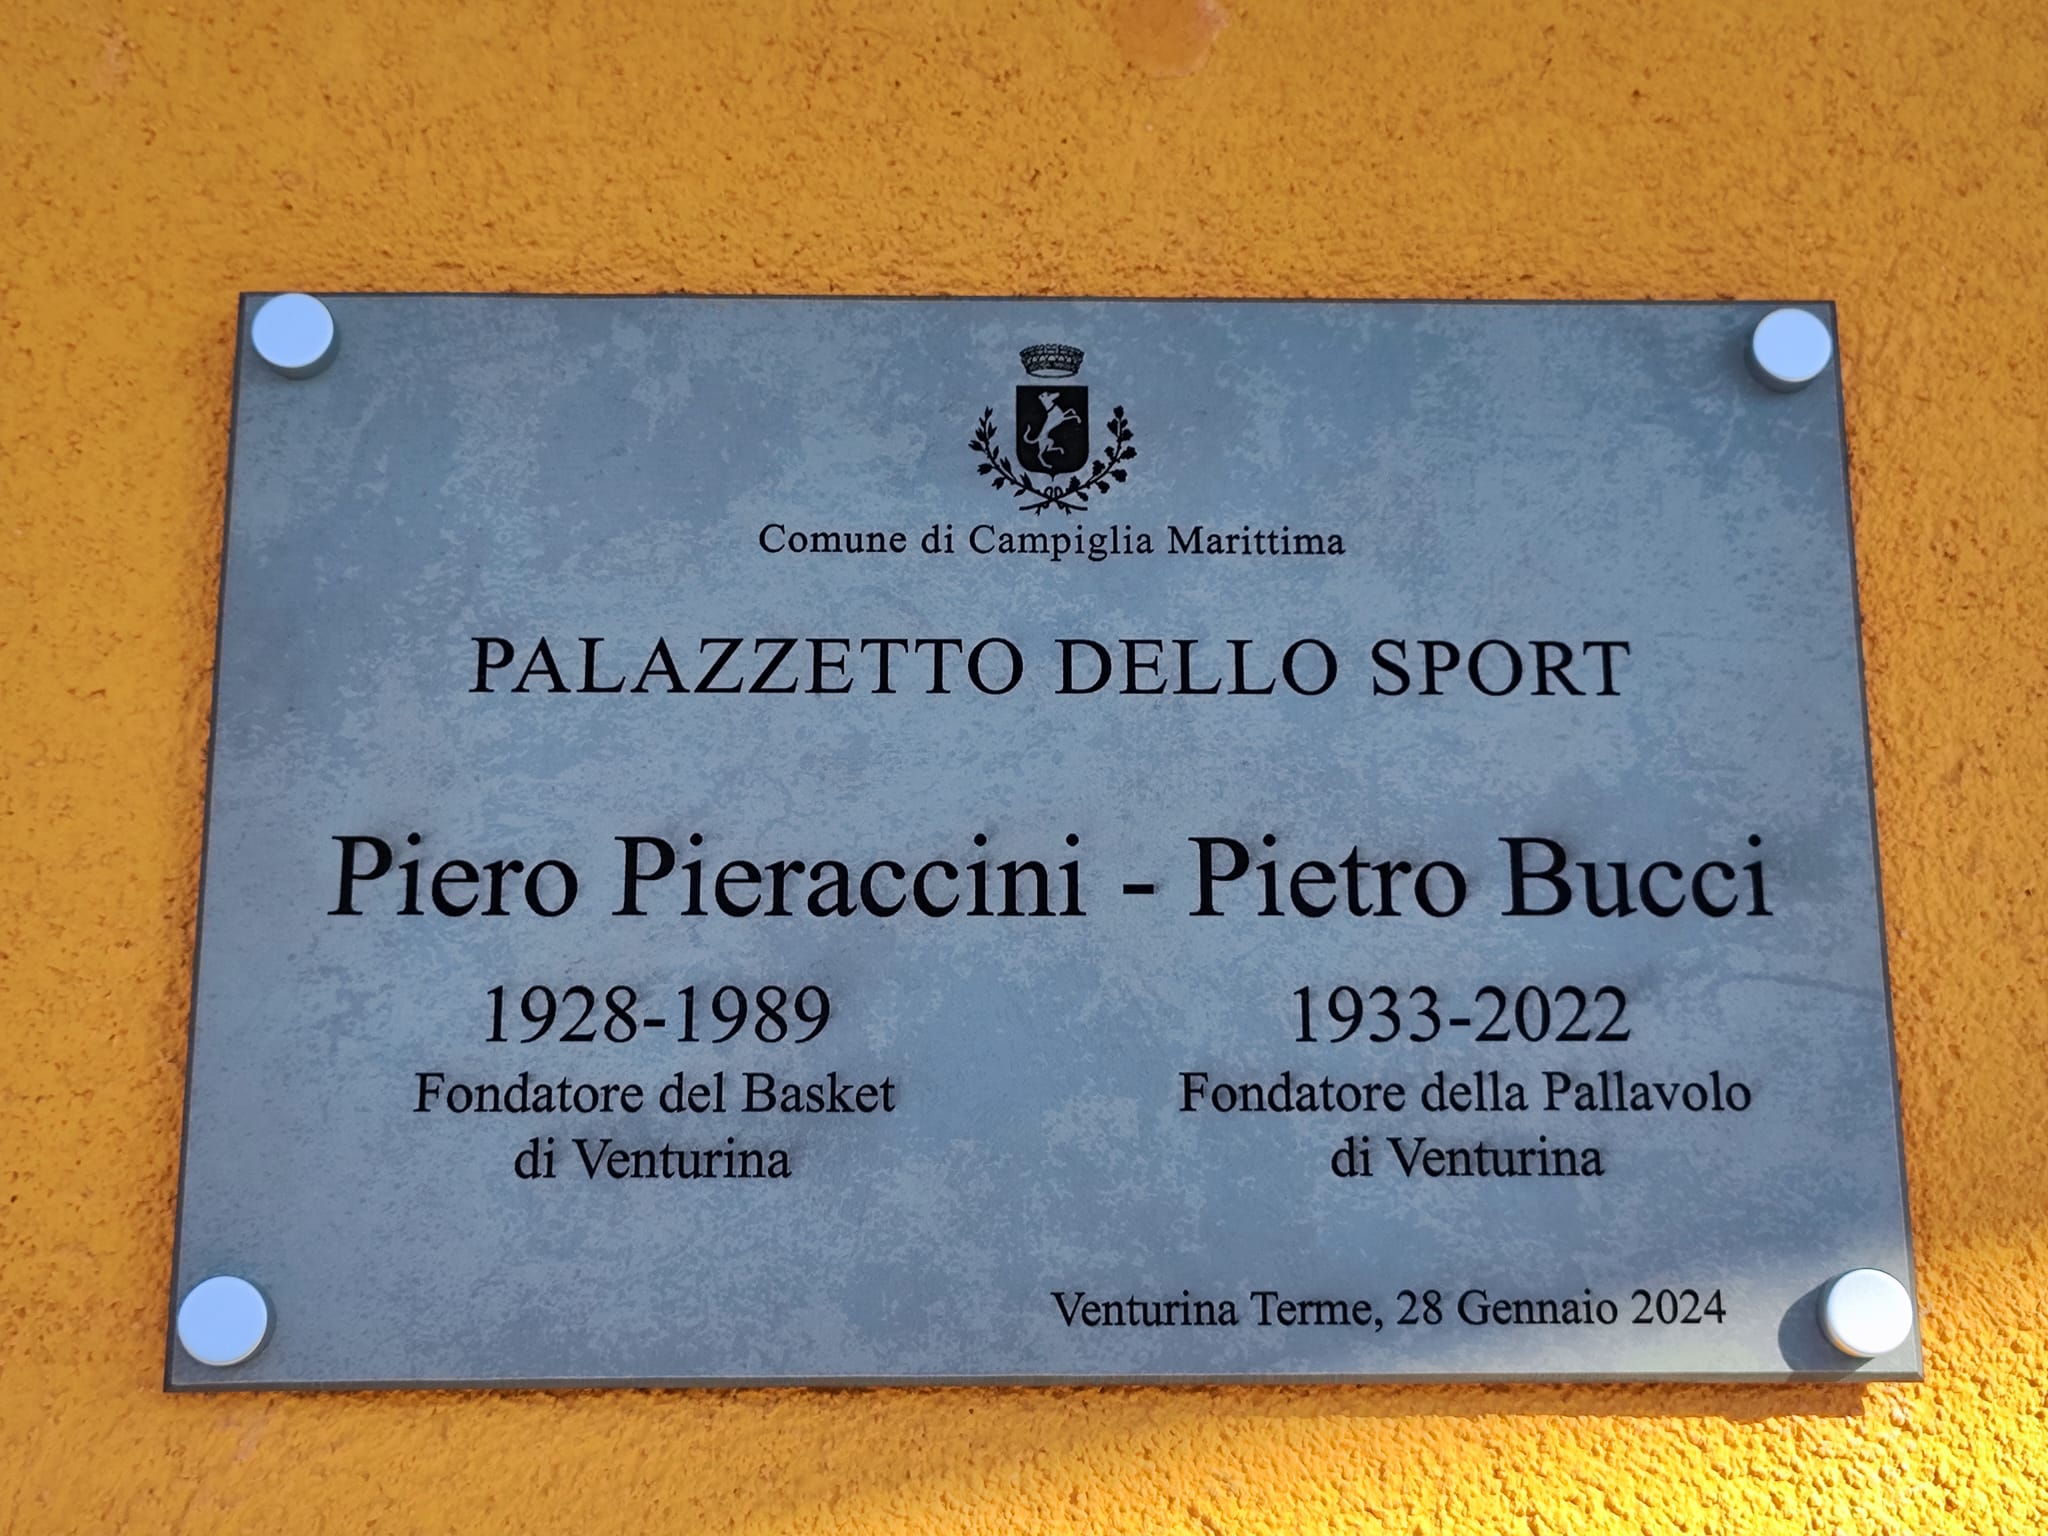 Comune di Campiglia Marittima
PALAZZETTO DELLO SPORT
Piero Pieraccini - Pietro Bucci
1928-1989
Fondatore del Basket
di Venturina
1933-2022
Fondatore della Pallavolo
di Venturina
Venturina Terme, 28 Gennaio 2024